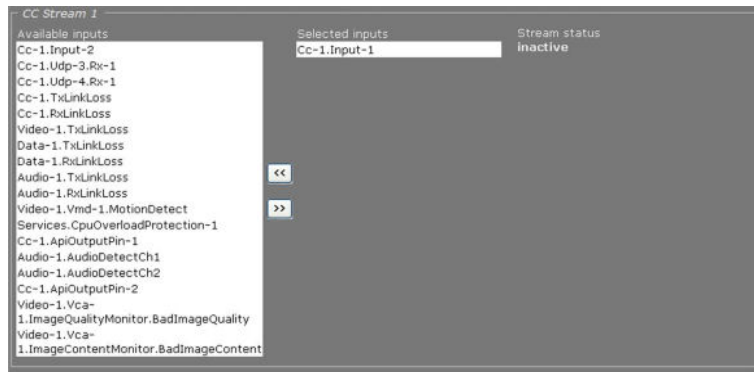 CC Stream 1
Available inputs
Cc-1.Input-2
Cc-1.Udp-3.Rx-1
Cc-1.Udp-4.Rx-1
Cc-1.TxLinkLoss
Cc-1.RxLinkLoss
Video-1.TxLinkLoss
Data-1.TxLinkLoss
Data-1.RxLinkLoss
Audio-1.TxLinkLoss
Audio-1.RxLinkLoss
Video-1.Vmd-1.MotionDetect
Services.CpuOverloadProtection-1
Cc-1.ApiOutputPin-1
Audio-1.AudioDetectCh1
Audio-1.AudioDetectCh2
Cc-1.ApiOutputPin-2
Video-1.Vca-
1.ImageQualityMonitor.BadImageQuality
Video-1.Vca-
1.ImageContentMonitor.BadImageContent
<<
>>
Selected inputs
Cc-1.Input-1
Stream status
inactive